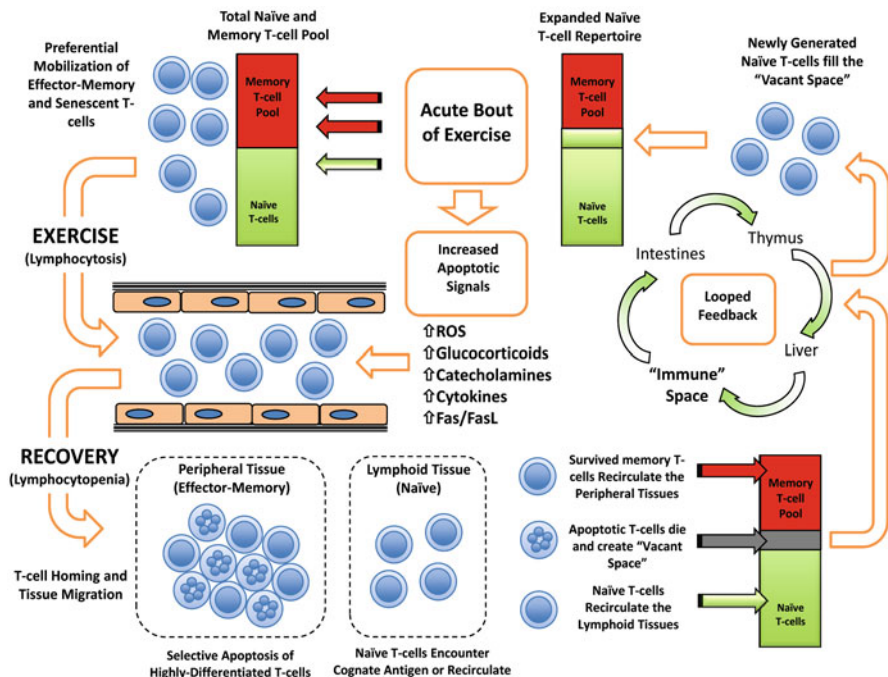 Total Naïve and
Memory T-cell Pool
Preferential
Mobilization of
Effector-Memory
and Senescent T-
cells
Memory
T-cell
Pool
Naïve
T-cells
Acute Bout
of Exercise
Expanded Naïve
T-cell Repertoire
Memory
T-cell
Pool
Naïve
T-cells
Newly Generated
Naïve T-cells fill the
“Vacant Space”
EXERCISE
(Lymphocytosis)
Increased
Apoptotic
Signals
⇧ROS
⇧Glucocorticoids
⇧Catecholamines
⇧Cytokines
⇧Fas/FasL
Intestines
Thymus
Looped
Feedback
Liver
“Immune”
Space
RECOVERY
(Lymphocytopenia)
T-cell Homing and
Tissue Migration
Peripheral Tissue
(Effector-Memory)
Selective Apoptosis of
Highly-Differentiated T-cells
Lymphoid Tissue
(Naïve)
Naïve T-cells Encounter
Cognate Antigen or Recirculate
Survived memory T-
cells Recirculate the
Peripheral Tissues
Apoptotic T-cells die
and create “Vacant
Space”
Naïve T-cells
Recirculate the
Lymphoid Tissues
Memory
T-cell
Pool
Naïve
T-cells